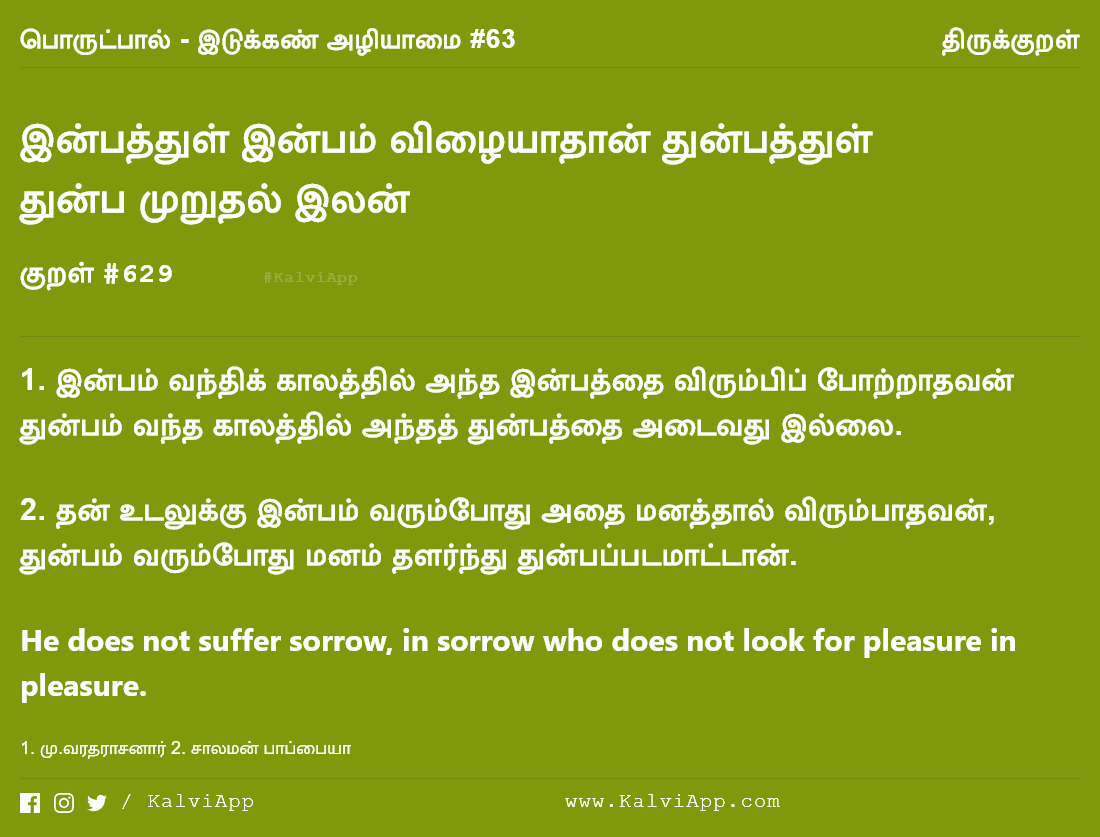 பொருட்பால் - இடுக்கண் அழியாமை #63 திருக்குறள்
இன்பத்துள் இன்பம் விழையாதான் துன்பத்துள்
துன்ப முறுதல் இலன்
குறள் #629 #KalviApp
1. இன்பம் வந்திக் காலத்தில் அந்த இன்பத்தை விரும்பிப் போற்றாதவன்
துன்பம் வந்த காலத்தில் அந்தத் துன்பத்தை அடைவது இல்லை.
2. தன் உடலுக்கு இன்பம் வரும்போது அதை மனத்தால் விரும்பாதவன்,
துன்பம் வரும்போது மனம் தளர்ந்து துன்பப்படமாட்டான்.
He does not suffer sorrow, in sorrow who does not look for pleasure in
pleasure.
1. மு.வரதராசனார் 2. சாலமன் பாப்பையா
/ KalviApp www.KalviApp.com